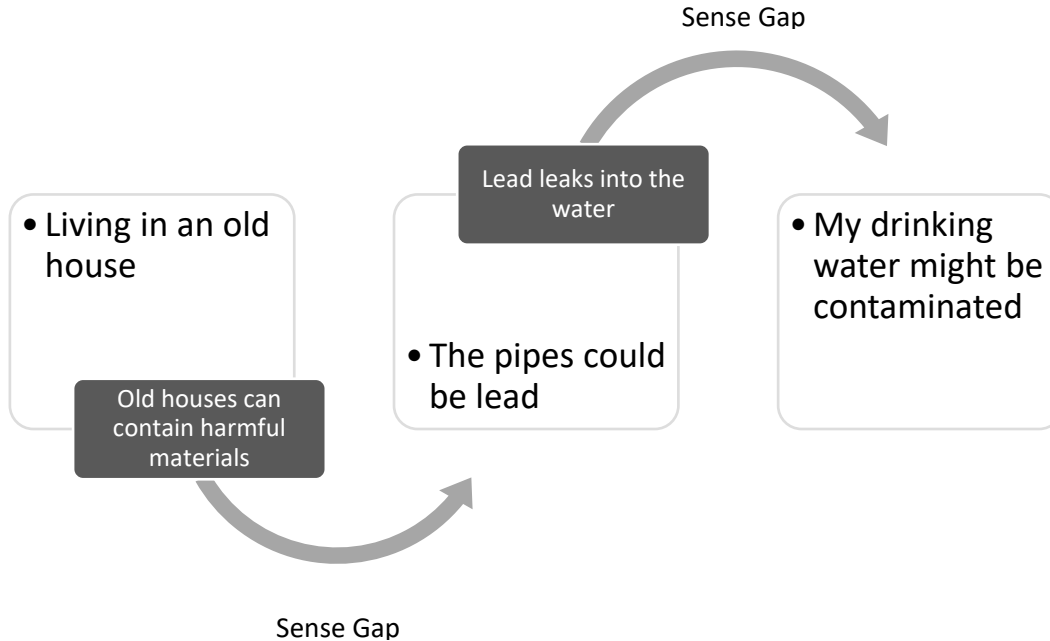 Sense Gap
Lead leaks into the
water
• Living in an old
house
• My drinking
water might be
contaminated
• The pipes could
be lead
Old houses can
contain harmful
materials
Sense Gap